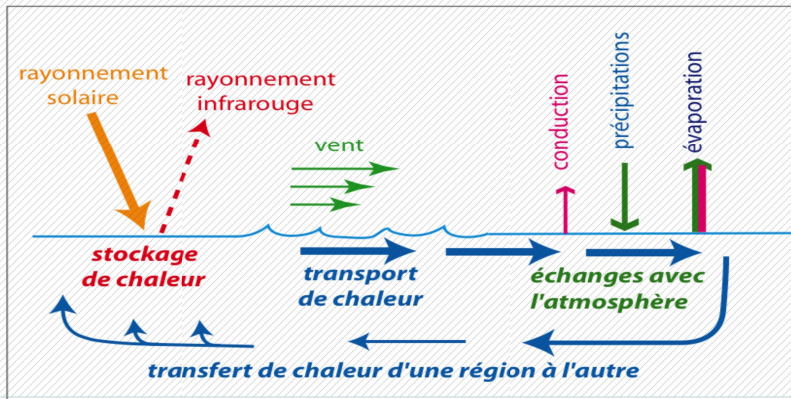 rayonnement
solaire
rayonnement
infrarouge
vent
conduction
précipitations
évaporation
stockage
de chaleur
transport
de chaleur
échanges avec
l'atmosphère
transfert de chaleur d'une région à l'autre